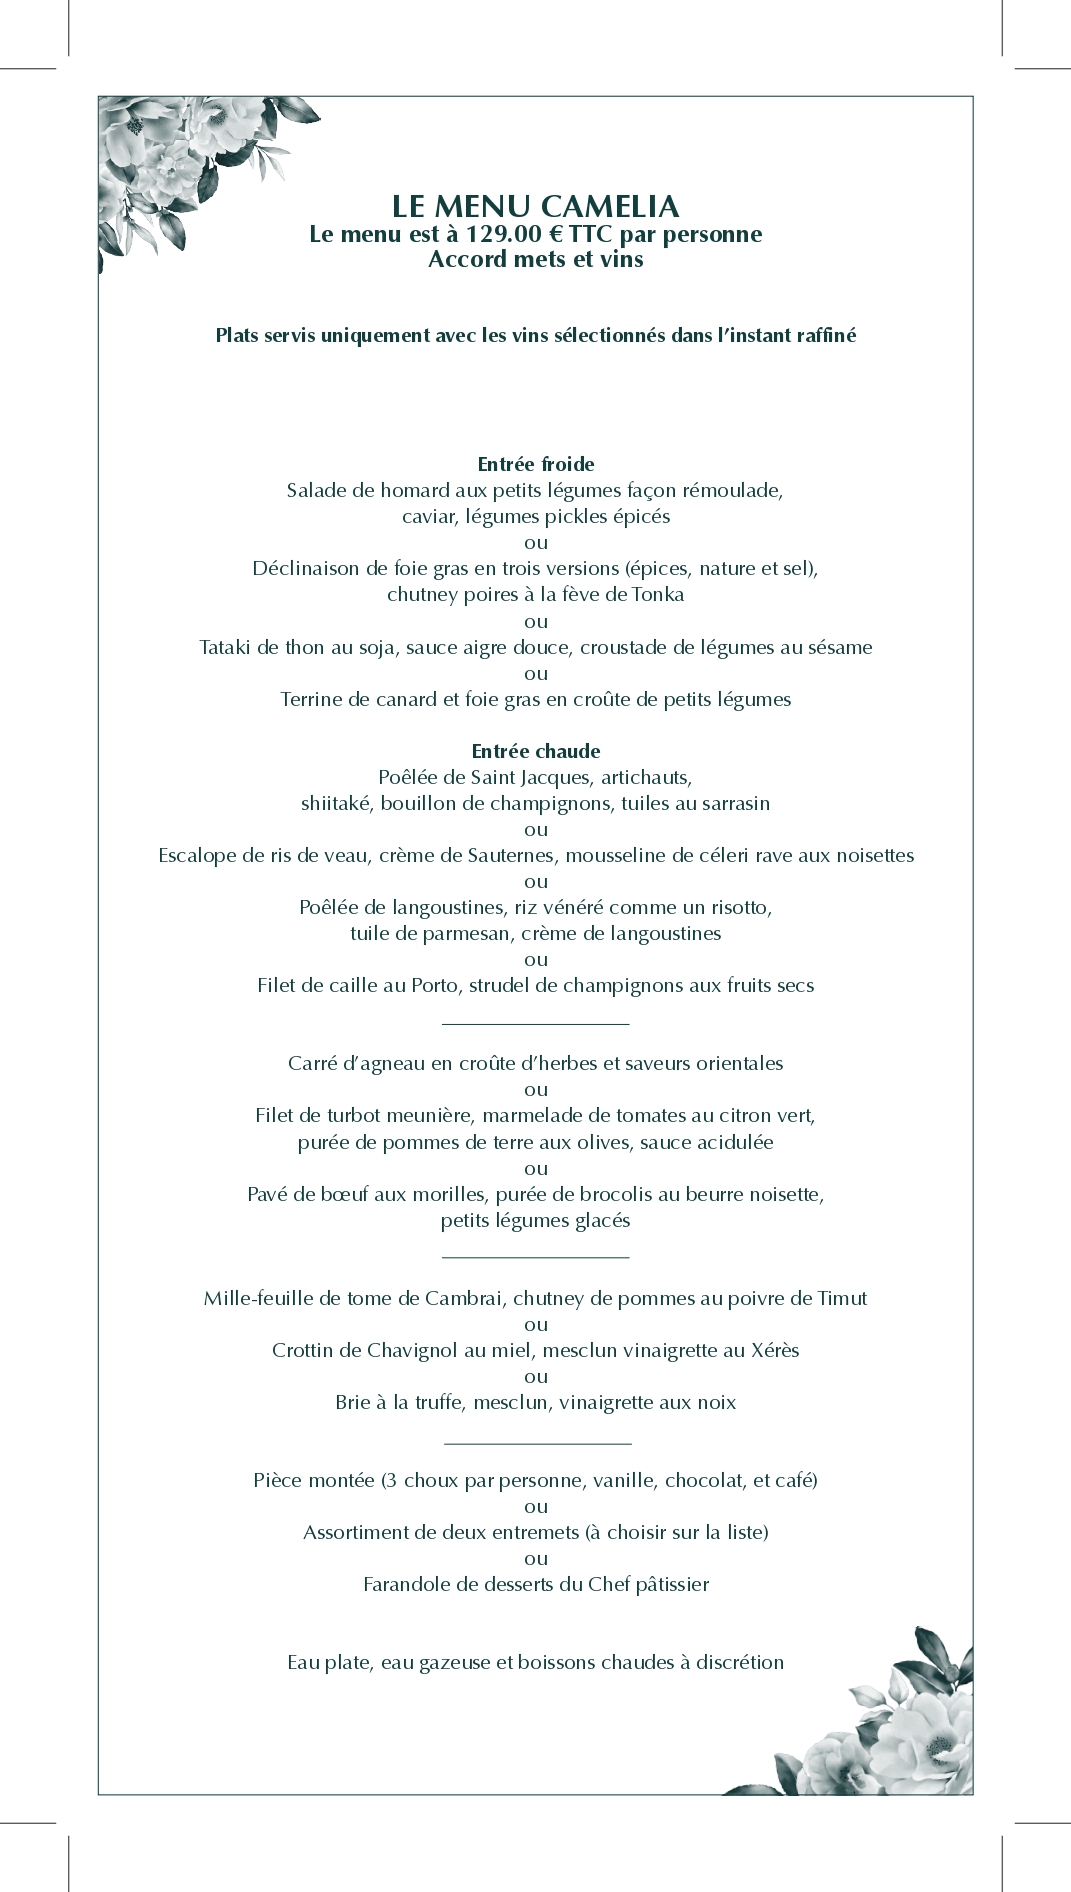 LE MENU CAMELIA
Le menu est à 129.00 € TTC par personne
Accord mets et vins
Plats servis uniquement avec les vins sélectionnés dans l’instant raffiné
Entrée froide
Salade de homard aux petits légumes façon rémoulade,
caviar, légumes pickles épicés
ou
Déclinaison de foie gras en trois versions (épices, nature et sel),
chutney poires à la fève de Tonka
ou
Tataki de thon au soja, sauce aigre douce, croustade de légumes au sésame
ou
Terrine de canard et foie gras en croûte de petits légumes
Entrée chaude
Poêlée de Saint Jacques, artichauts,
shiitaké, bouillon de champignons, tuiles au sarrasin
ou
Escalope de ris de veau, crème de Sauternes, mousseline de céleri rave aux noisettes
ou
Poêlée de langoustines, riz vénéré comme un risotto,
tuile de parmesan, crème de langoustines
ou
Filet de caille au Porto, strudel de champignons aux fruits secs
Carré d’agneau en croûte d’herbes et saveurs orientales
ou
Filet de turbot meunière, marmelade de tomates au citron vert,
purée de pommes de terre aux olives, sauce acidulée
ou
Pavé de bœuf aux morilles, purée de brocolis au beurre noisette,
petits légumes glacés
Mille-feuille de tome de Cambrai, chutney de pommes au poivre de Timut
ou
Crottin de Chavignol au miel, mesclun vinaigrette au Xérès
ou
Brie à la truffe, mesclun, vinaigrette aux noix
Pièce montée (3 choux par personne, vanille, chocolat, et café)
ou
Assortiment de deux entremets (à choisir sur la liste)
ou
Farandole de desserts du Chef pâtissier
Eau plate, eau gazeuse et boissons chaudes à discrétion